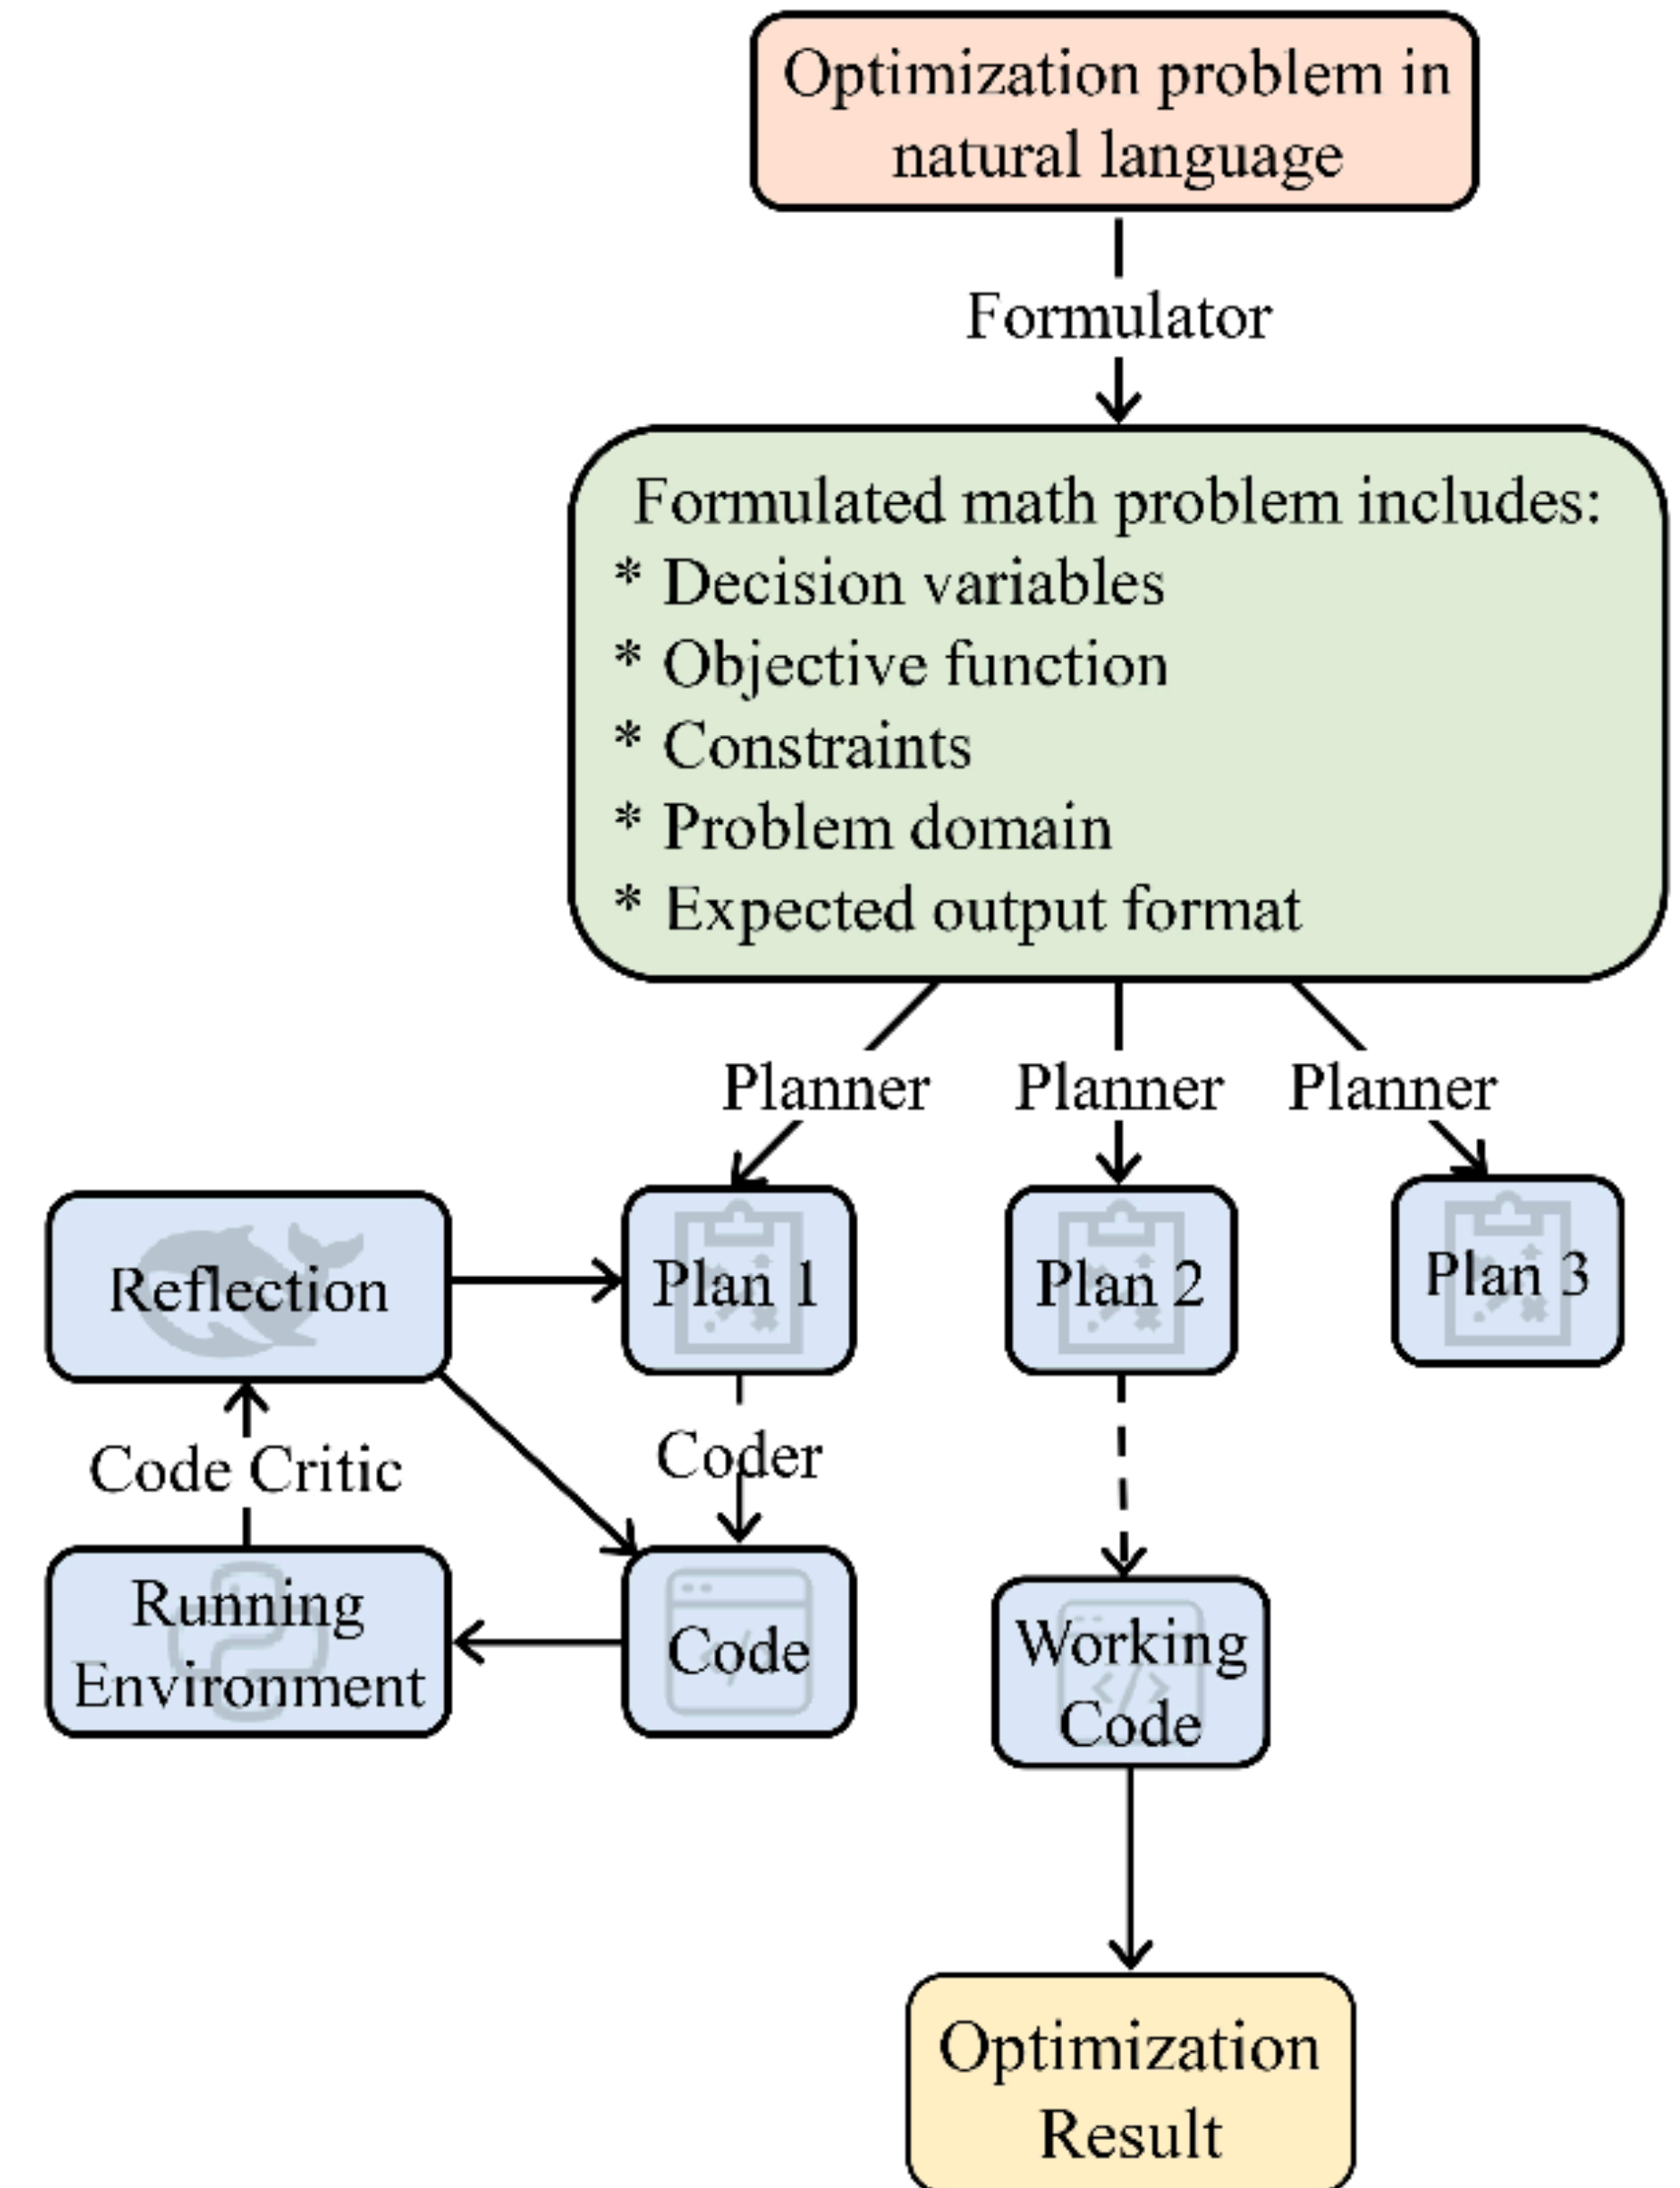 Optimization problem in
natural language
Formulator
Formulated math problem includes:
* Decision variables
* Objective function
* Constraints
* Problem domain
* Expected output format
Planner
Planner
Planner
Reflection
Plan 1
Plan 2
Plan 3
Code Critic
Coder
Running
Environment
Code
Working
Code
Optimization
Result